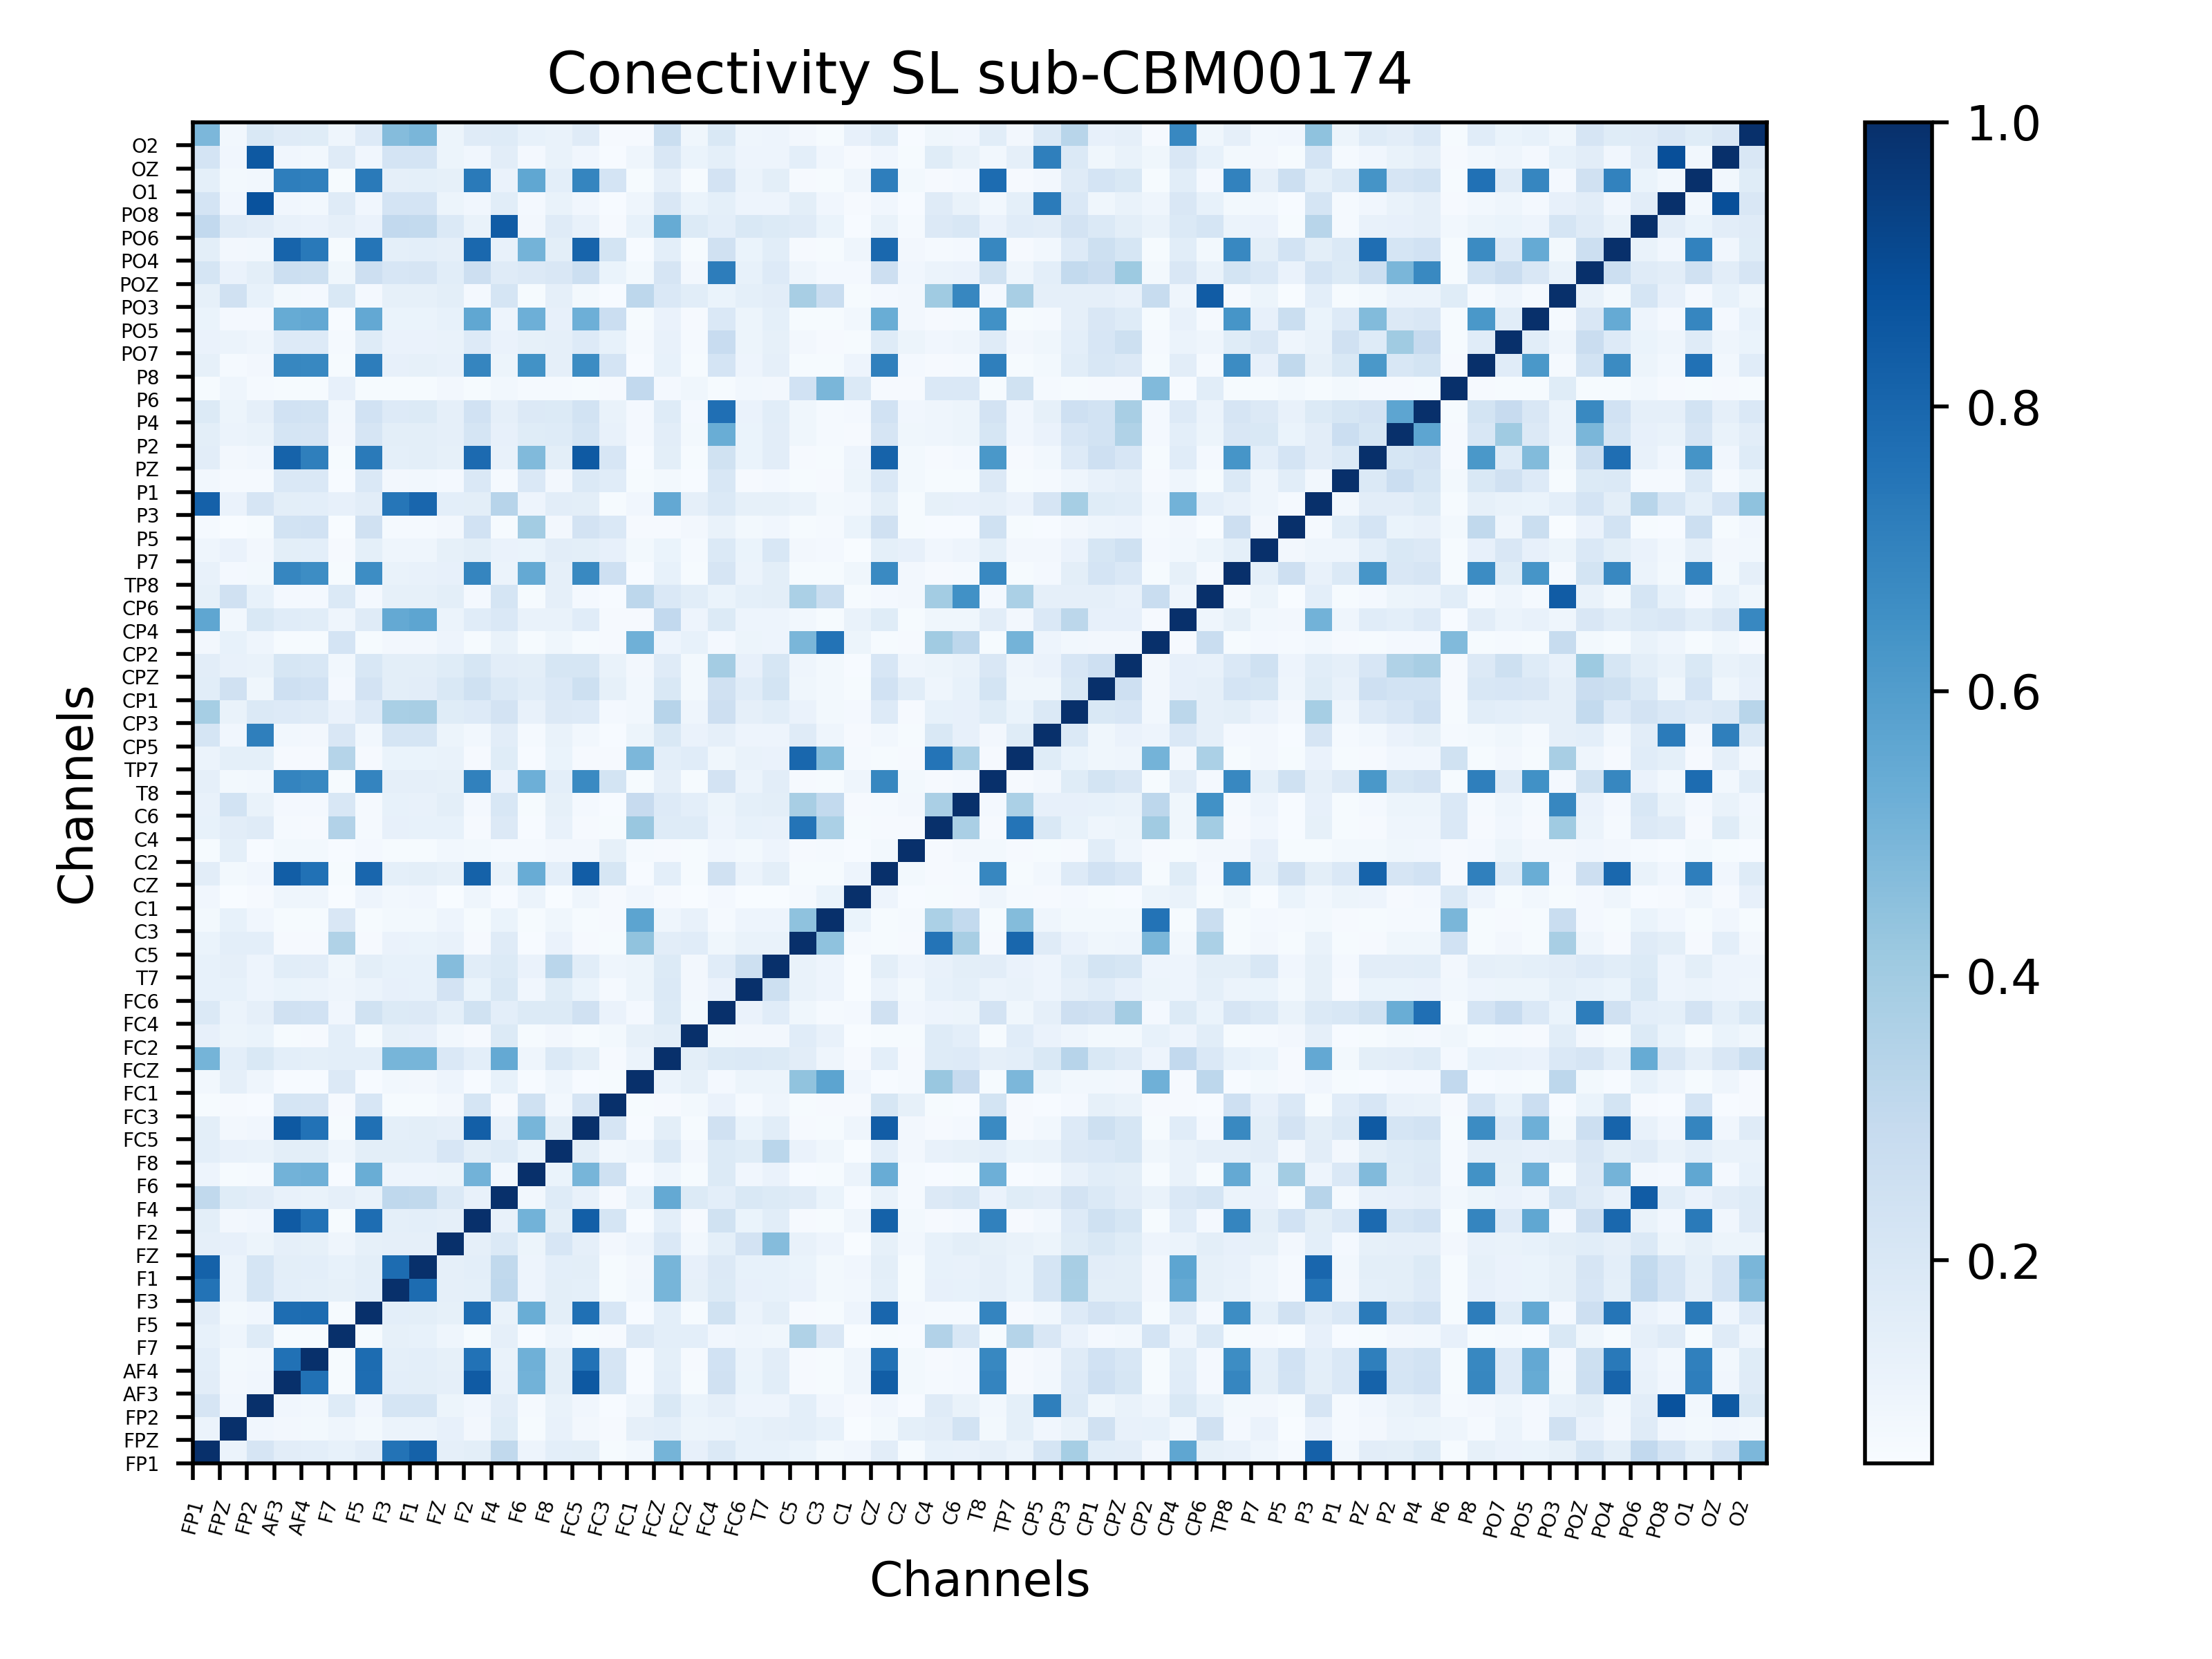 Conectivity SL sub-CBM00174
Channels
O2
OZ
O1
PO8
PO6
PO4
POZ
PO3
PO5
PO7
P8
P6
P4
P2
PZ
P1
P3
P5
P7
TP8
CP6
CP4
CP2
CPZ
CP1
CP3
CP5
TP7
T8
C6
C4
C2
CZ
C1
C3
C5
T7
FC6
FC4
FC2
FCZ
FC1
FC3
FC5
F8
F6
F4
F2
FZ
F1
F3
F5
F7
AF4
AF3
FP2
FPZ
FP1
FP1 FPZ FP2 AF3 AF4 F7 F5 F3 F1 FZ F2 F4 F6 F8 FC5 FC3 FC1 FCZ FC2 FC4 FC6 T7 C5 C3 C1 CZ C2 C4 C6 T8 TP7 CP5 CP3 CP1 CPZ CP2 CP4 CP6 TP8 P7 P5 P3 P1 PZ P2 P4 P6 P8 PO7 PO5 PO3 POZ PO4 PO6 PO8 O1 OZ O2
Channels
1.0
0.8
0.6
0.4
0.2